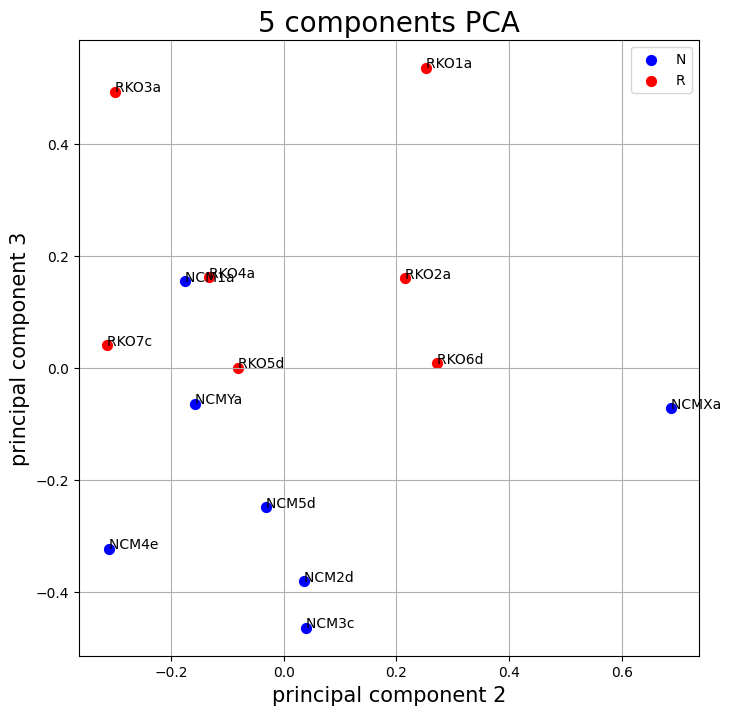 5 components PCA
N
R
RKO1a
RKO3a
0.4
RKO4a
NCM1a
RKO2a
0.2
RKO7c
RKO5d
RKO6d
0.0
NCMYa
NCMXa
−0.2
NCM5d
NCM4e
NCM2d
−0.4
NCM3c
−0.2
0.0
0.2
0.4
0.6
principal component 2
principal component 3